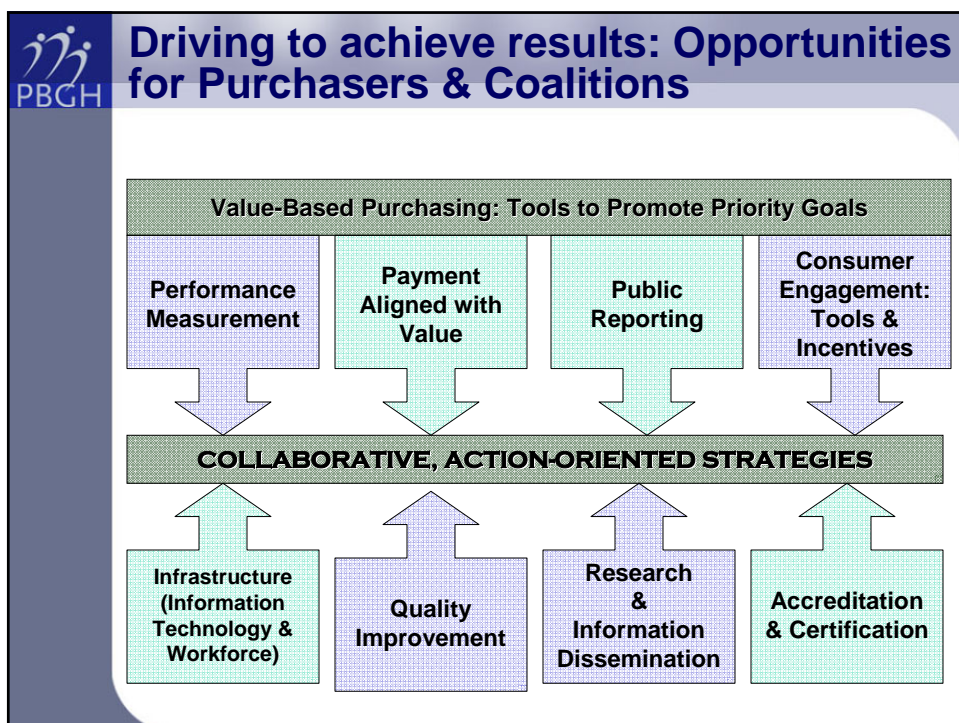 PBGH
Driving to achieve results: Opportunities
for Purchasers & Coalitions
Value-Based Purchasing: Tools to Promote Priority Goals
Performance
Measurement
Payment
Aligned with
Value
Public
Reporting
Consumer
Engagement:
Tools &
Incentives
COLLABORATIVE, ACTION-ORIENTED STRATEGIES
Infrastructure
(Information
Technology &
Workforce)
Quality
Improvement
Research
&
Information
Dissemination
Accreditation
& Certification